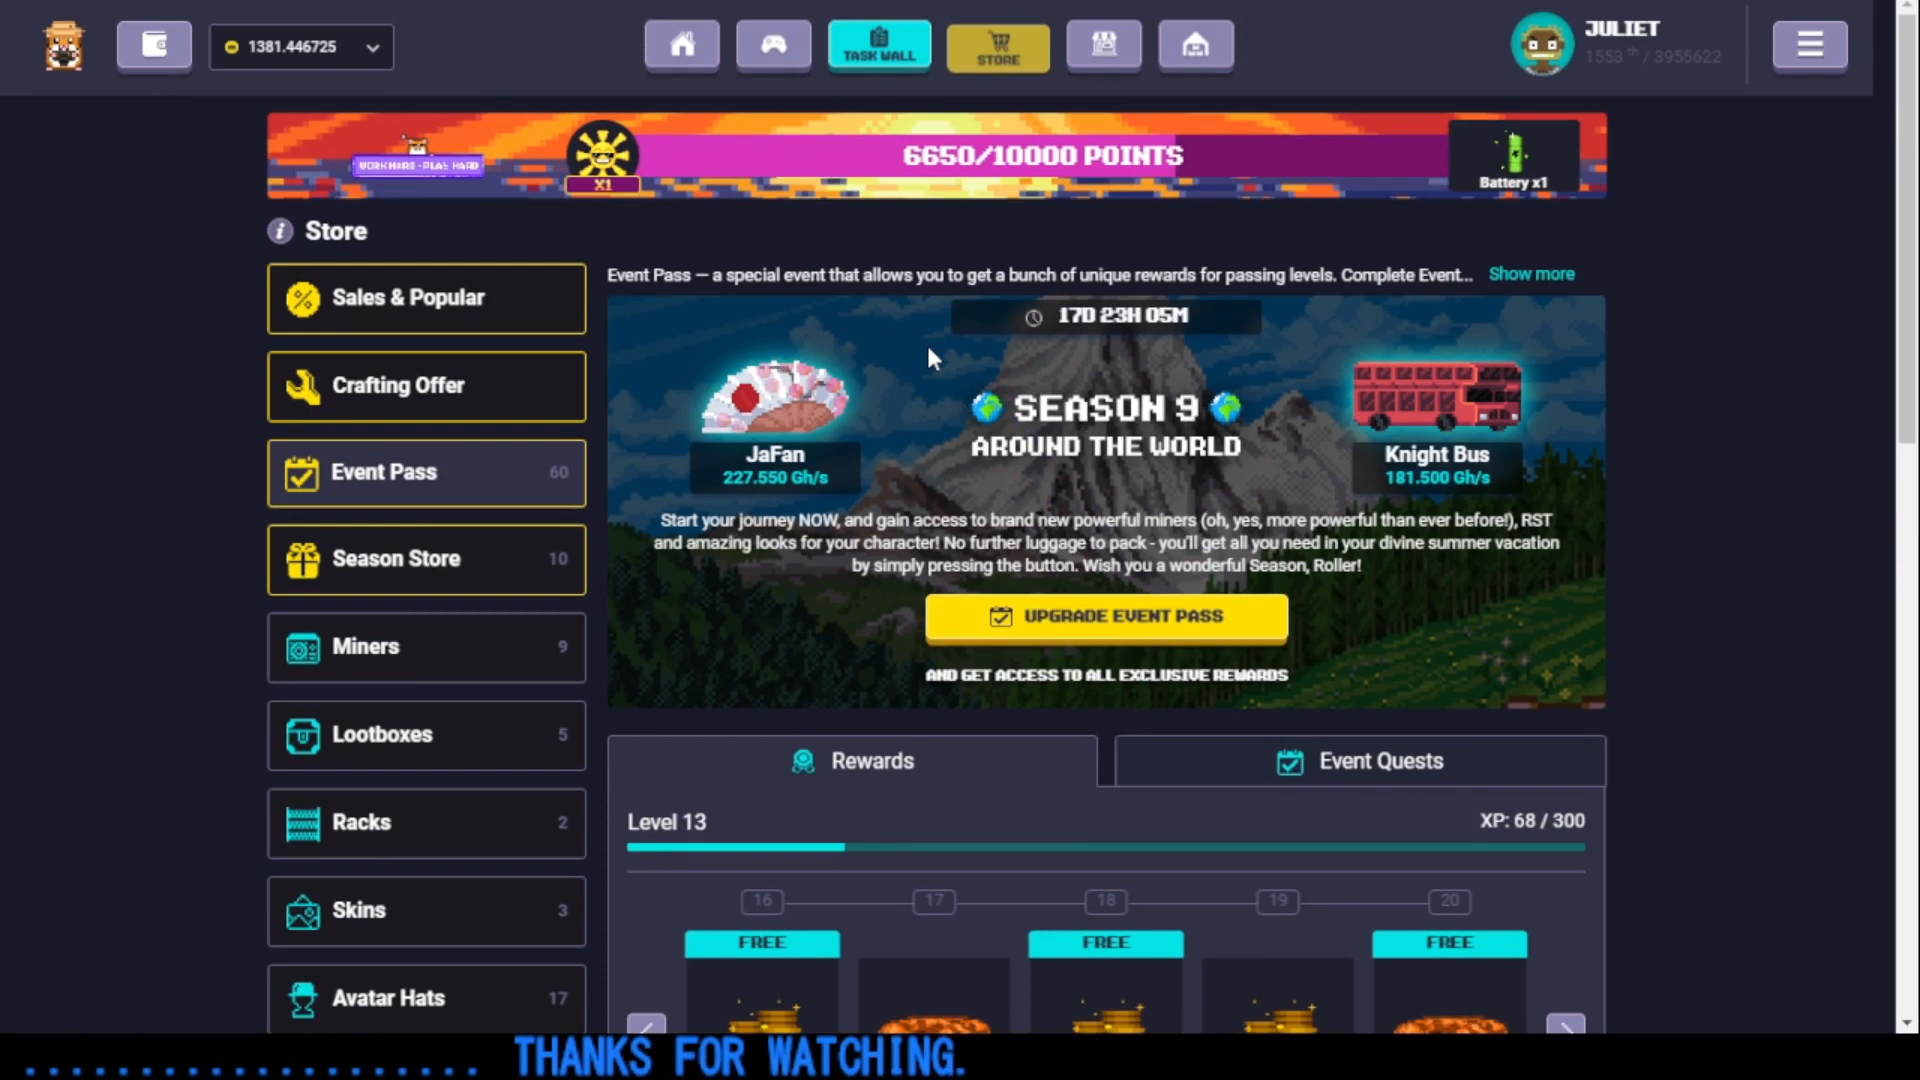 1381.446725
TASK WALL
STORE
JULIET
1553 th / 3955622
WORK HARD - PLAY HARD
X1
6650/10000 POINTS
Battery x1
Store
Sales & Popular
Crafting Offer
Event Pass 60
Season Store 10
Miners 9
Lootboxes 5
Racks 2
Skins 3
Avatar Hats 17
Event Pass — a special event that allows you to get a bunch of unique rewards for passing levels. Complete Event... Show more
17D 23H 05M
SEASON 9
AROUND THE WORLD
JaFan
227.550 Gh/s
Knight Bus
181.500 Gh/s
Start your journey NOW, and gain access to brand new powerful miners (oh, yes, more powerful than ever before!), RST
and amazing looks for your character! No further luggage to pack - you'll get all you need in your divine summer vacation
by simply pressing the button. Wish you a wonderful Season, Roller!
UPGRADE EVENT PASS
AND GET ACCESS TO ALL EXCLUSIVE REWARDS
Rewards
Event Quests
Level 13
XP: 68 / 300
16 17 18 19 20
FREE FREE FREE
.................... THANKS FOR WATCHING.